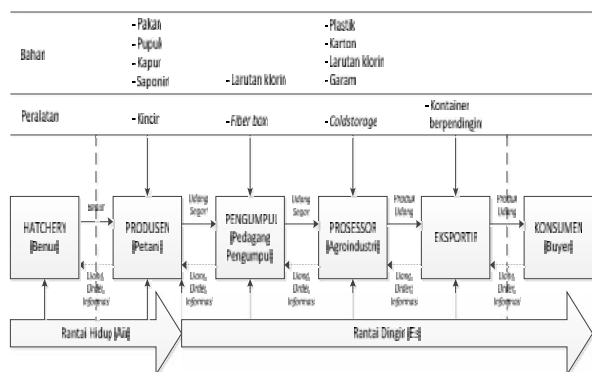 Bahan
- Pakan
- Pupuk
- Kapur
- Saponin
- Larutan klorin
- Plastik
- Karton
- Larutan klorin
- Garam
Peralatan
- Kincir
- Fiber box
- Coldstorage
- Kontainer
berpendingin
HATCHERY
(Benur)
Benur
PRODUSEN
(Petani)
Udang
Segar
PENGUMPUL
(Pedagang
Pengumpul)
Udang
Segar
PROSESSOR
(Agroindustri)
Produk
Udang
EKSPORTIR
Produk
Udang
KONSUMEN
(Buyer)
Uang,
Order,
Informasi
Uang,
Order,
Informasi
Uang,
Order,
Informasi
Uang,
Order,
Informasi
Uang,
Order,
Informasi
Rantai Hidup (Air)
Rantai Dingin (Es)